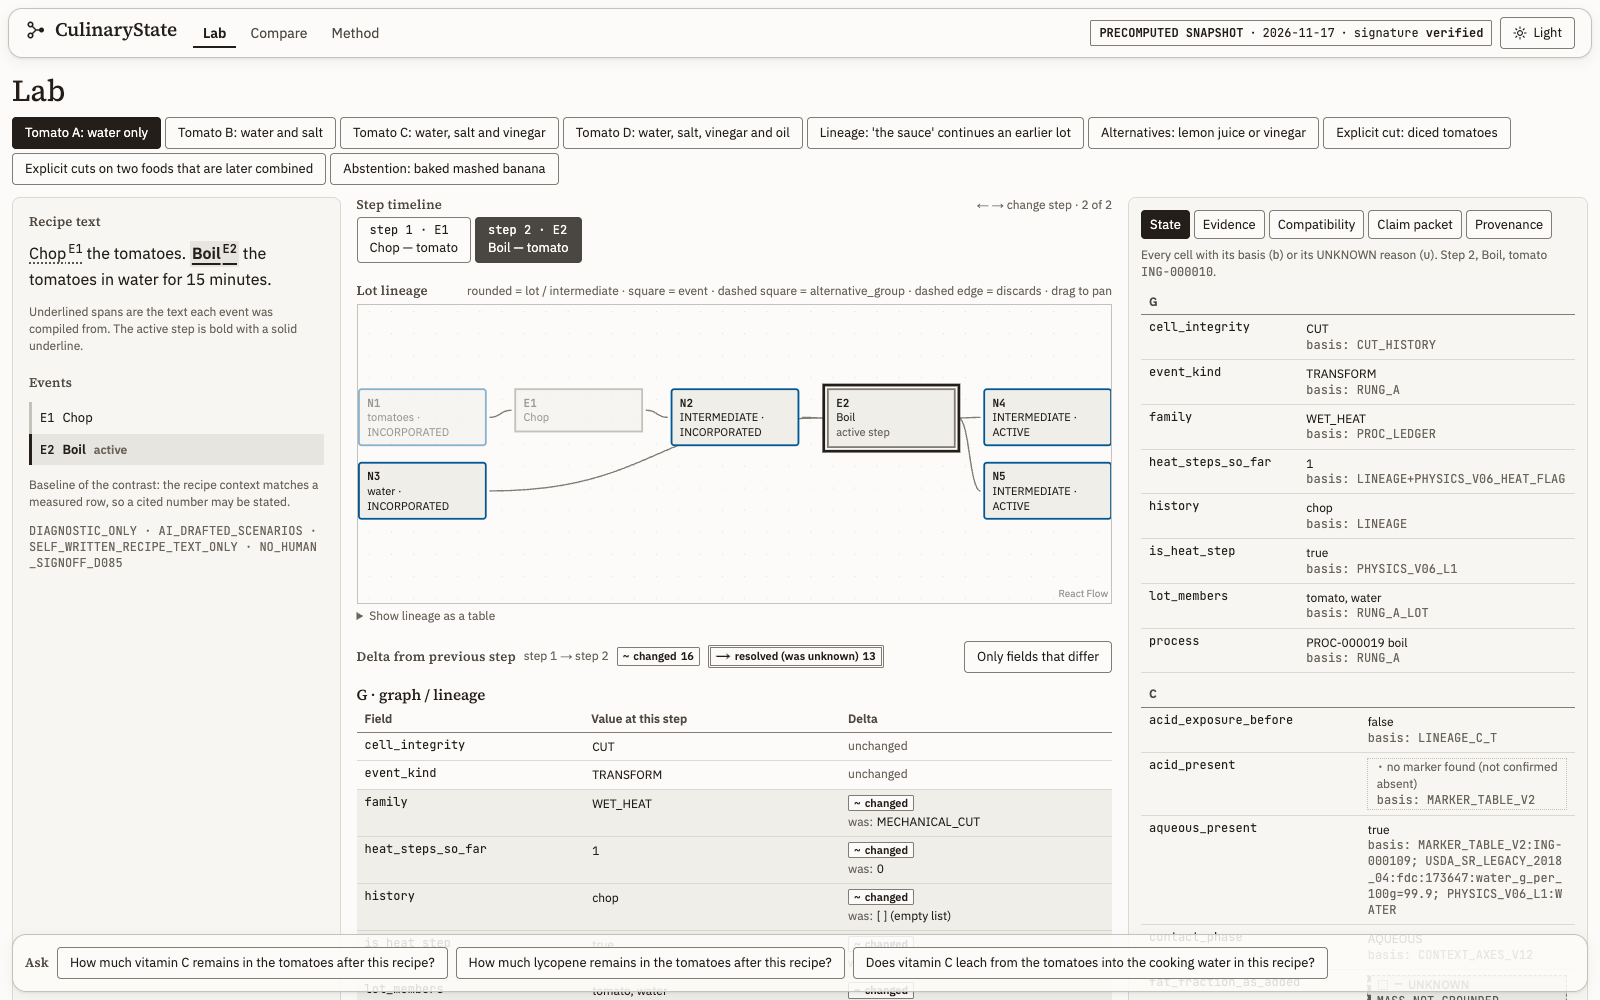 CulinaryState
Lab
Compare
Method
PRECOMPUTED SNAPSHOT · 2026-11-17 · signature verified
Light
Lab
Tomato A: water only
Tomato B: water and salt
Tomato C: water, salt and vinegar
Tomato D: water, salt, vinegar and oil
Lineage: 'the sauce' continues an earlier lot
Alternatives: lemon juice or vinegar
Explicit cut: diced tomatoes
Explicit cuts on two foods that are later combined
Abstention: baked mashed banana
Recipe text
Chop E1 the tomatoes. Boil E2 the
tomatoes in water for 15 minutes.
Underlined spans are the text each event was
compiled from. The active step is bold with a solid
underline.
Events
E1 Chop
E2 Boil active
Baseline of the contrast: the recipe context matches a
measured row, so a cited number may be stated.
DIAGNOSTIC_ONLY · AI_DRAFTED_SCENARIOS ·
SELF_WRITTEN_RECIPE_TEXT_ONLY · NO_HUMAN
_SIGNOFF_D085
Step timeline
←→ change step · 2 of 2
step 1 · E1
Chop — tomato
step 2 · E2
Boil — tomato
Lot lineage
rounded = lot / intermediate · square = event · dashed square = alternative_group · dashed edge = discards · drag to pan
N1
tomatoes ·
INCORPORATED
E1
Chop
N2
INTERMEDIATE ·
INCORPORATED
E2
Boil
active step
N4
INTERMEDIATE ·
ACTIVE
N3
water ·
INCORPORATED
N5
INTERMEDIATE ·
ACTIVE
React Flow
▶ Show lineage as a table
Delta from previous step step 1 → step 2 ~ changed 16 → resolved (was unknown) 13
Only fields that differ
G · graph / lineage
Field Value at this step Delta
cell_integrity CUT unchanged
event_kind TRANSFORM unchanged
family WET_HEAT ~ changed
was: MECHANICAL_CUT
heat_steps_so_far 1 ~ changed
was: 0
history chop ~ changed
was: [ ] (empty list)
is_heat_step true ~ changed
lot_members tomato, water ~ changed
State
Evidence
Compatibility
Claim packet
Provenance
Every cell with its basis (b) or its UNKNOWN reason (u). Step 2, Boil, tomato
ING-000010.
G
cell_integrity CUT
basis: CUT_HISTORY
event_kind TRANSFORM
basis: RUNG_A
family WET_HEAT
basis: PROC_LEDGER
heat_steps_so_far 1
basis: LINEAGE+PHYSICS_V06_HEAT_FLAG
history chop
basis: LINEAGE
is_heat_step true
basis: PHYSICS_V06_L1
lot_members tomato, water
basis: RUNG_A_LOT
process PROC-000019 boil
basis: RUNG_A
C
acid_exposure_before false
basis: LINEAGE_C_T
acid_present · no marker found (not confirmed
absent)
basis: MARKER_TABLE_V2
aqueous_present true
basis: MARKER_TABLE_V2:ING-
000109; USDA_SR_LEGACY_2018
_04:fdc:173647:water_g_per_
100g=99.9; PHYSICS_V06_L1:W
ATER
contact_phase AQUEOUS
basis: CONTEXT_AXES_V12
fat_fraction_as_added UNKNOWN
MASS_NOT_GROUNDED
Ask
How much vitamin C remains in the tomatoes after this recipe?
How much lycopene remains in the tomatoes after this recipe?
Does vitamin C leach from the tomatoes into the cooking water in this recipe?